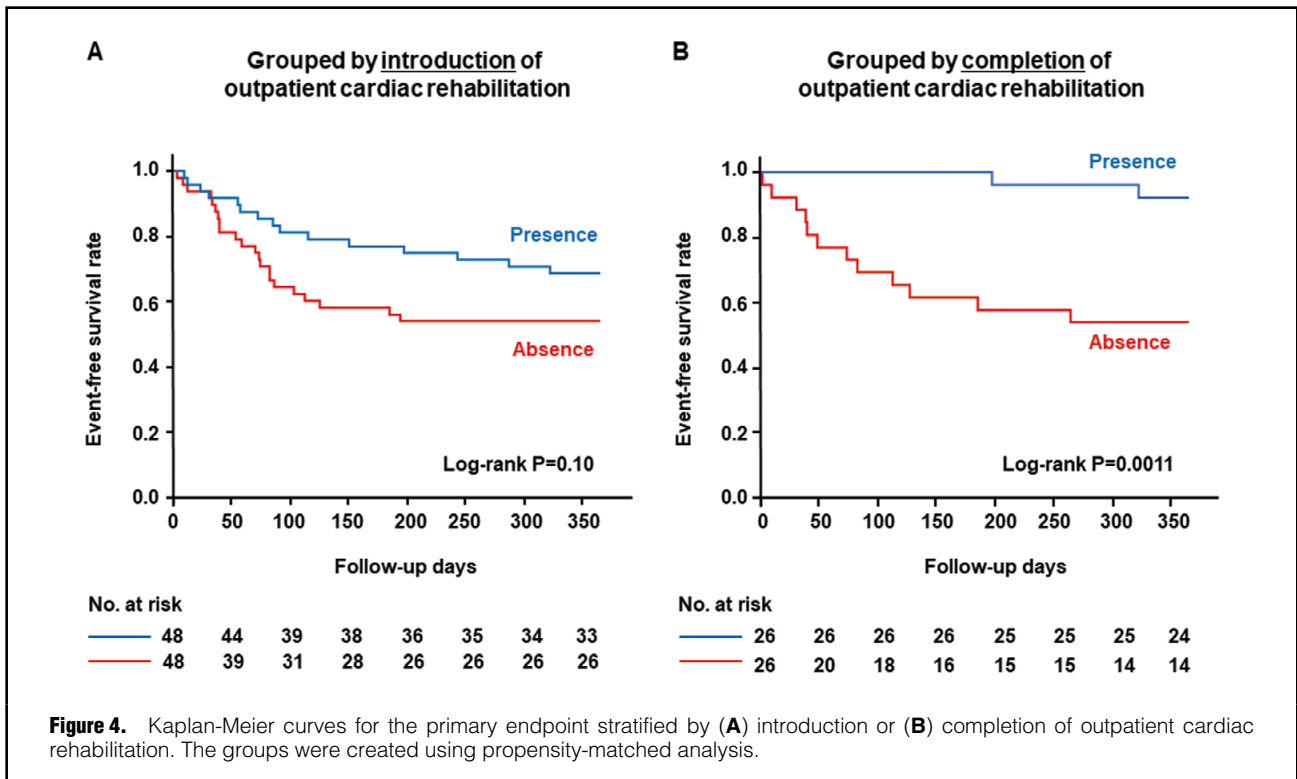 A
Grouped by introduction of
outpatient cardiac rehabilitation
Event-free survival rate
1.0
0.8
0.6
0.4
0.2
0.0
Presence
Absence
Log-rank P=0.10
0 50 100 150 200 250 300 350
Follow-up days
No. at risk
48 44 39 38 36 35 34 33
48 39 31 28 26 26 26 26
B
Grouped by completion of
outpatient cardiac rehabilitation
Event-free survival rate
1.0
0.8
0.6
0.4
0.2
0.0
Presence
Absence
Log-rank P=0.0011
0 50 100 150 200 250 300 350
Follow-up days
No. at risk
26 26 26 26 25 25 25 24
26 20 18 16 15 15 14 14
Figure 4. Kaplan-Meier curves for the primary endpoint stratified by (A) introduction or (B) completion of outpatient cardiac
rehabilitation. The groups were created using propensity-matched analysis.